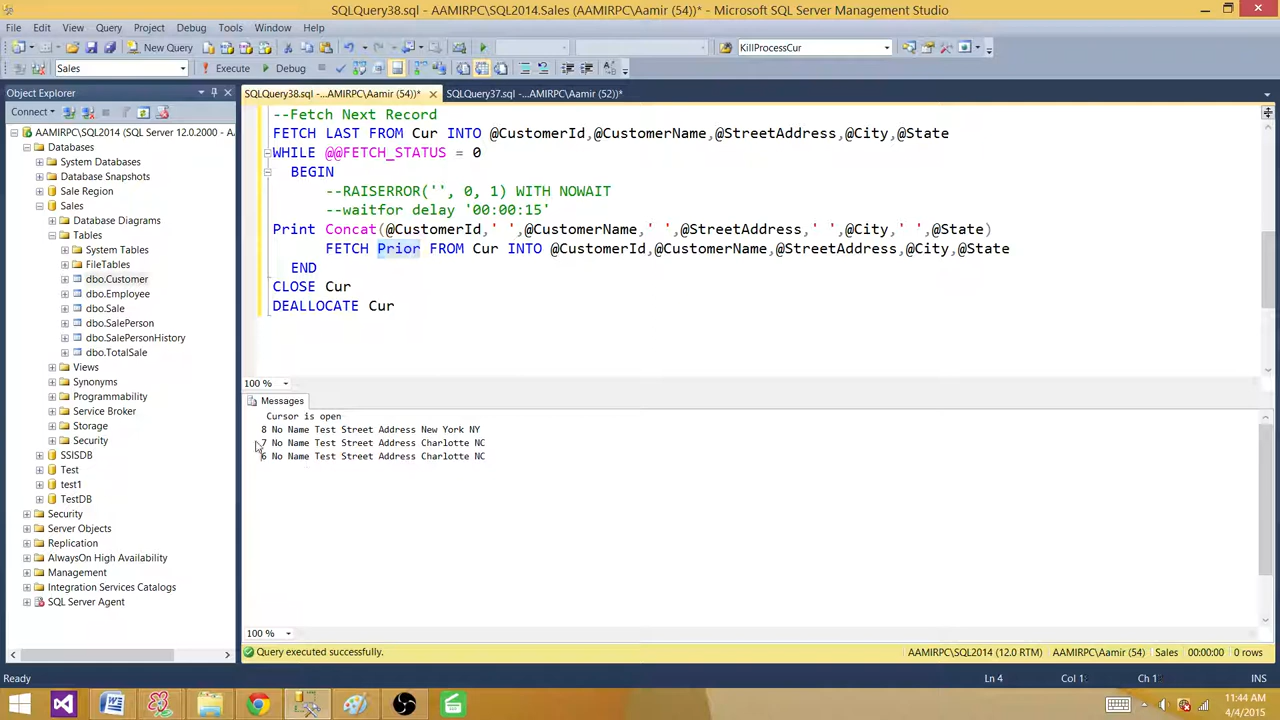 SQLQuery38.sql - AAMIRPC\SQL2014.Sales (AAMIRPC\Aamir (54))* - Microsoft SQL Server Management Studio
File Edit View Query Project Debug Tools Window Help
New Query KillProcessCur
Sales Execute Debug
Object Explorer
Connect
AAMIRPC\SQL2014 (SQL Server 12.0.2000 - A
Databases
System Databases
Database Snapshots
Sale Region
Sales
Database Diagrams
Tables
System Tables
FileTables
dbo.Customer
dbo.Employee
dbo.Sale
dbo.SalePerson
dbo.SalePersonHistory
dbo.TotalSale
Views
Synonyms
Programmability
Service Broker
Storage
Security
SSISDB
Test
test1
TestDB
Security
Server Objects
Replication
AlwaysOn High Availability
Management
Integration Services Catalogs
SQL Server Agent
SQLQuery38.sql -...AMIRPC\Aamir (54))* SQLQuery37.sql -...AMIRPC\Aamir (52))*
--Fetch Next Record
FETCH LAST FROM Cur INTO @CustomerId,@CustomerName,@StreetAddress,@City,@State
WHILE @@FETCH_STATUS = 0
BEGIN
--RAISERROR('', 0, 1) WITH NOWAIT
--waitfor delay '00:00:15'
Print Concat(@CustomerId,' ',@CustomerName,' ',@StreetAddress,' ',@City,' ',@State)
FETCH Prior FROM Cur INTO @CustomerId,@CustomerName,@StreetAddress,@City,@State
END
CLOSE Cur
DEALLOCATE Cur
100 %
Messages
Cursor is open
8 No Name Test Street Address New York NY
7 No Name Test Street Address Charlotte NC
6 No Name Test Street Address Charlotte NC
100 %
Query executed successfully. AAMIRPC\SQL2014 (12.0 RTM) AAMIRPC\Aamir (54) Sales 00:00:00 0 rows
Ready Ln 4 Col 1 Ch 1 INS
11:44 AM
4/4/2015